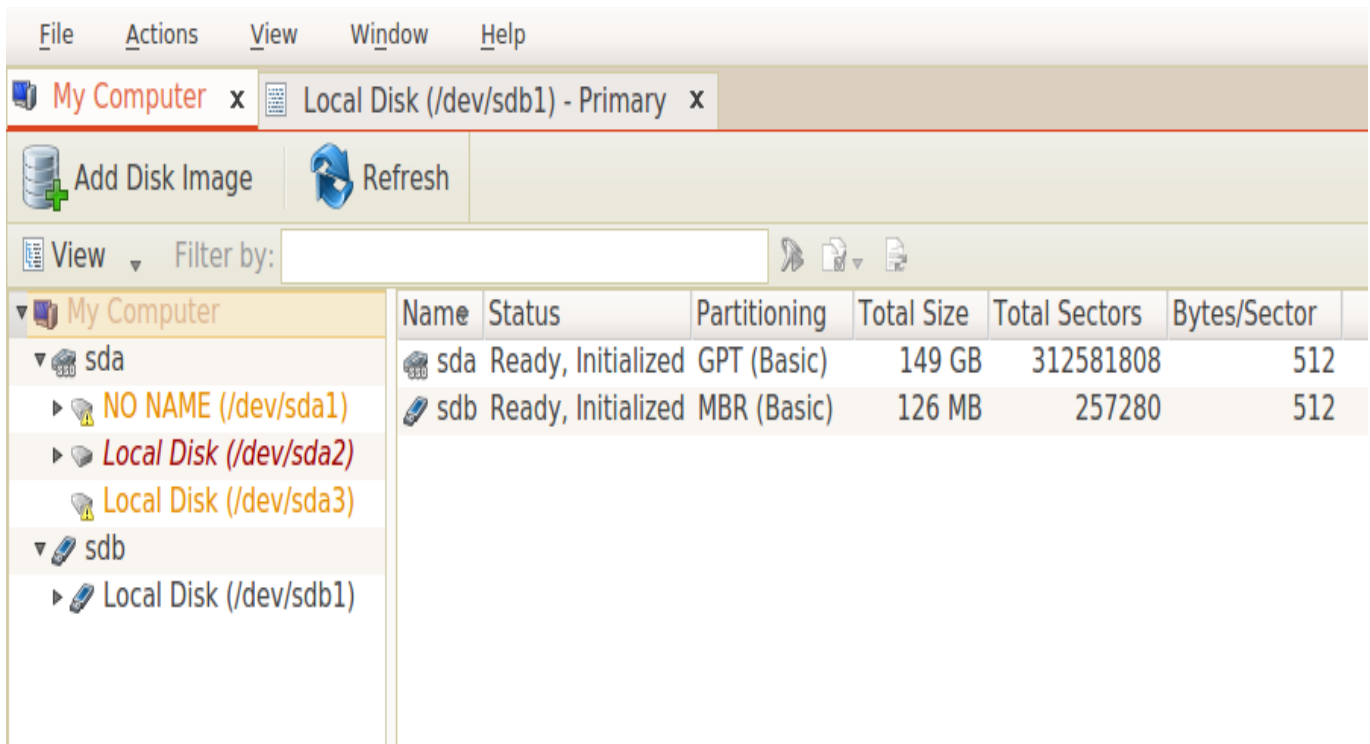 File Actions View Window Help
My Computer x Local Disk (/dev/sdb1) - Primary x
Add Disk Image Refresh
View Filter by:
My Computer
sda
NO NAME (/dev/sda1)
Local Disk (/dev/sda2)
Local Disk (/dev/sda3)
sdb
Local Disk (/dev/sdb1)
Name Status Partitioning Total Size Total Sectors Bytes/Sector
sda Ready, Initialized GPT (Basic) 149 GB 312581808 512
sdb Ready, Initialized MBR (Basic) 126 MB 257280 512